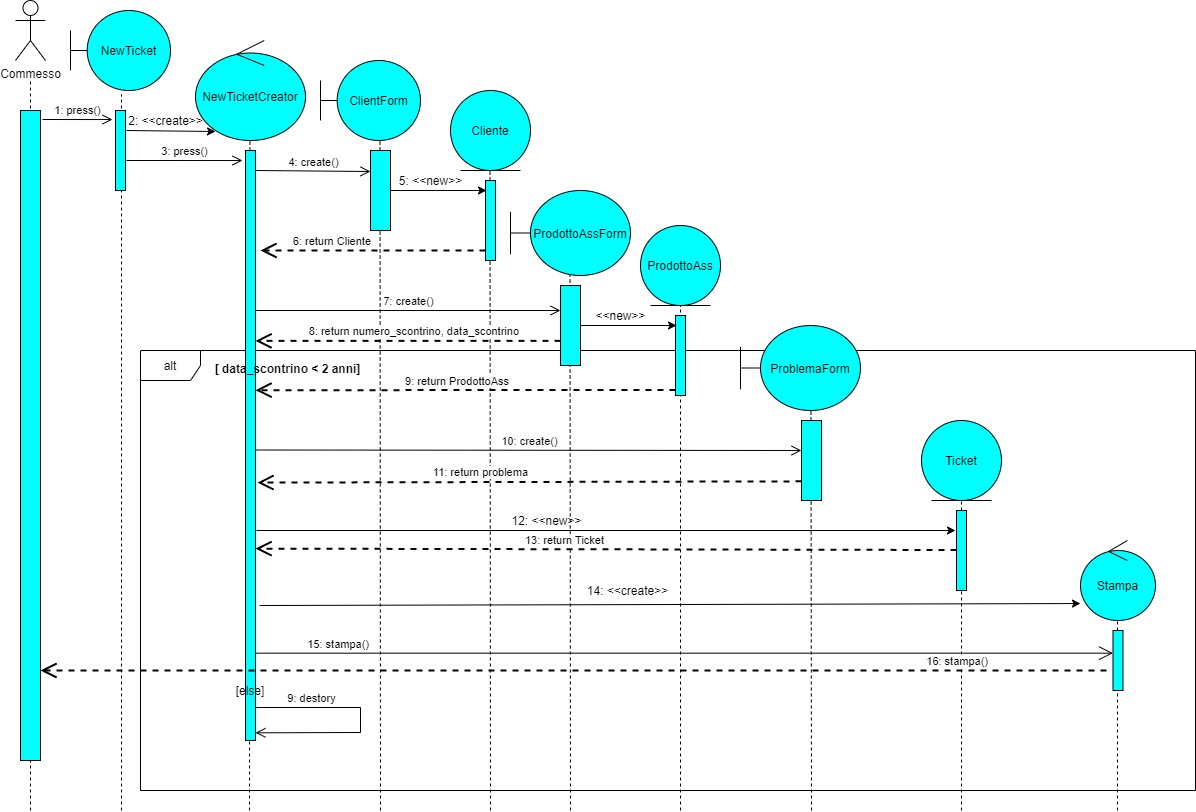 Commesso
NewTicket
NewTicketCreator
ClientForm
Cliente
1: press()
2: <<create>>
3: press()
4: create()
5: <<new>>
6: return Cliente
ProdottoAssForm
ProdottoAss
7: create()
<<new>>
8: return numero_scontrino, data_scontrino
alt
[ data_scontrino < 2 anni]
9: return ProdottoAss
ProblemaForm
10: create()
11: return problema
Ticket
12: <<new>>
13: return Ticket
14: <<create>>
Stampa
15: stampa()
16: stampa()
[else]
9: destory